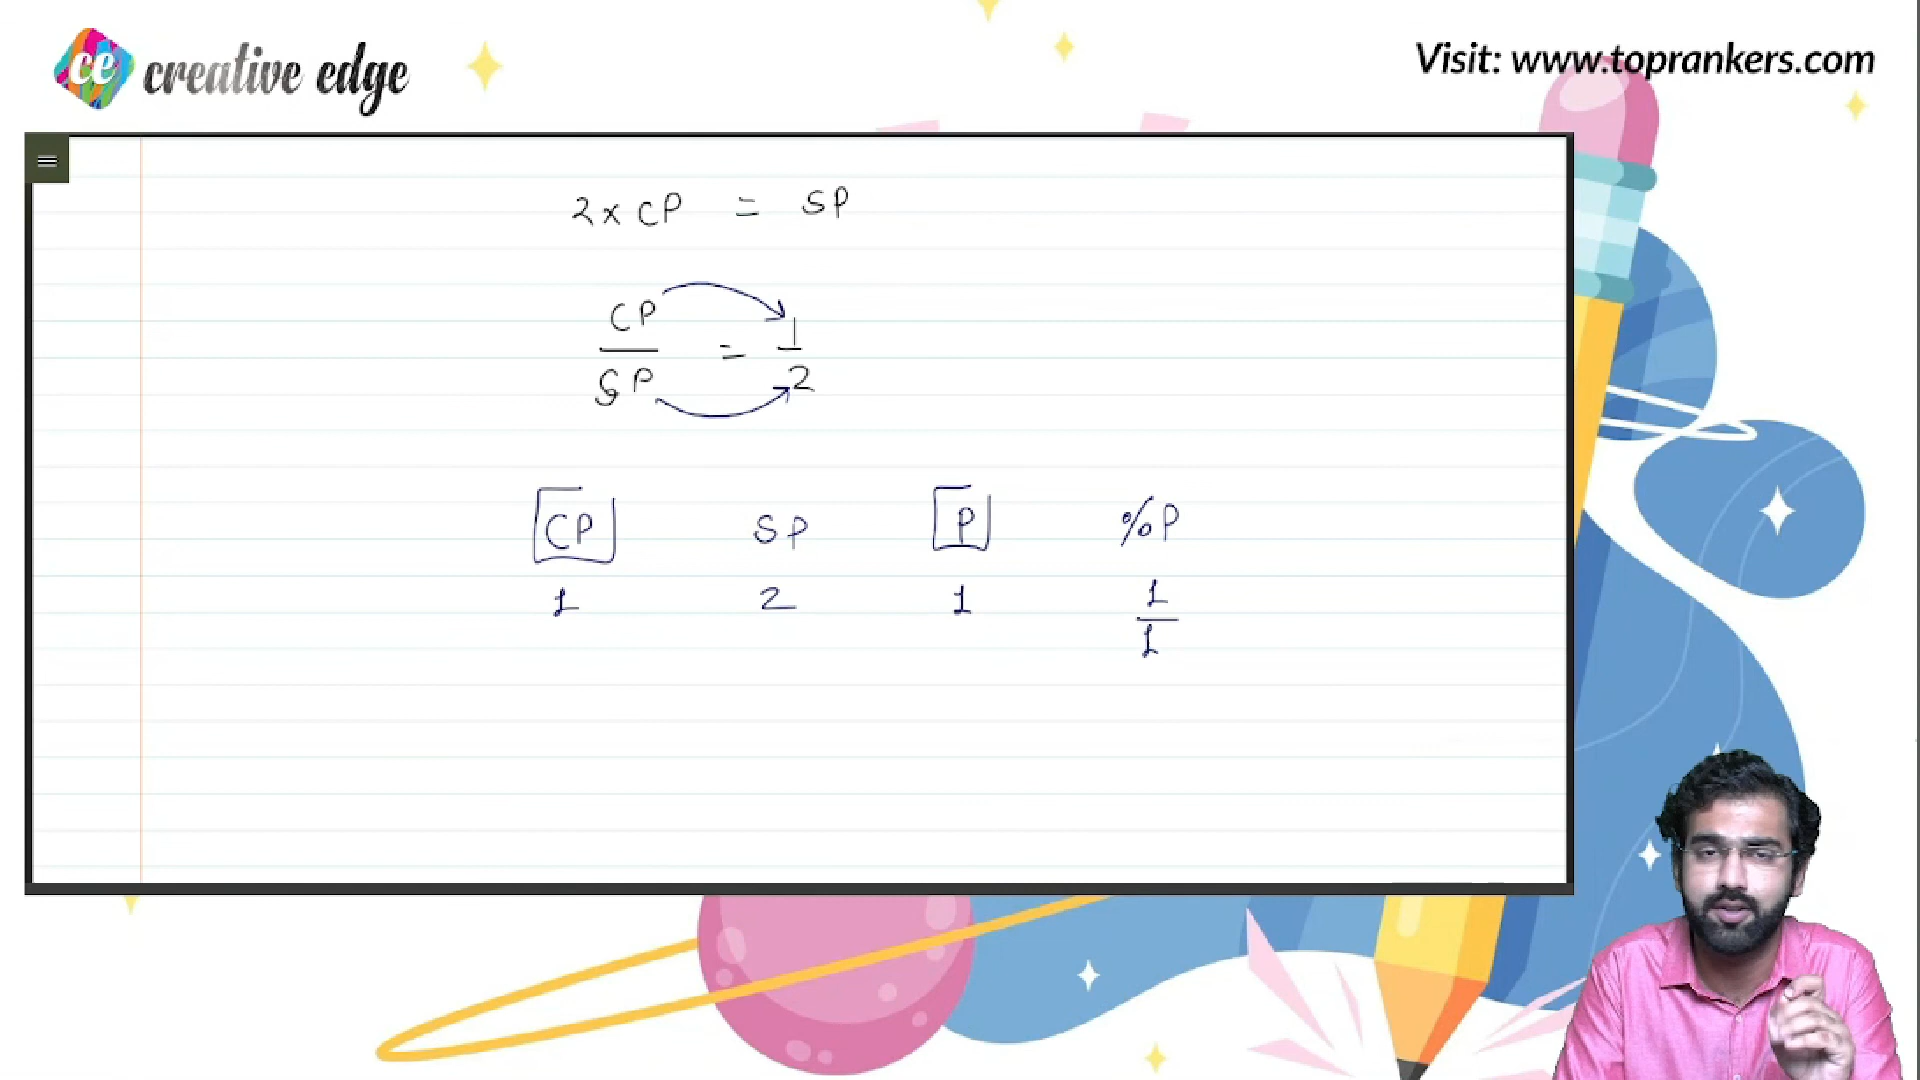 ce creative edge
Visit: www.toprankers.com
2 x CP = SP
CP/SP = 1/2
CP SP P %P
1 2 1 1/1